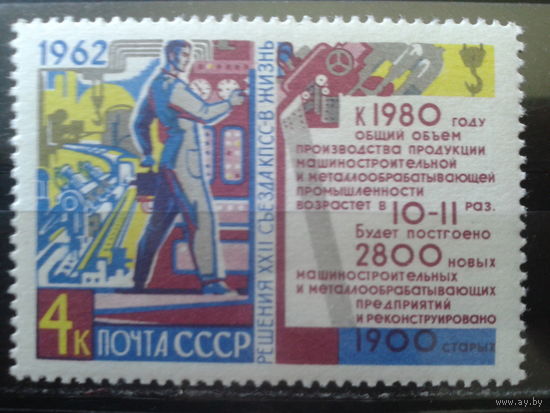 1962
4к ПОЧТА СССР
РЕШЕНИЯ XXII СЪЕЗДА КПСС-В ЖИЗНЬ
К 1980 ГОДУ
ОБЩИЙ ОБЪЕМ
ПРОИЗВОДСТВА ПРОДУКЦИИ
МАШИНОСТРОИТЕЛЬНОЙ
И МЕТАЛЛООБРАБАТЫВАЮЩЕЙ
ПРОМЫШЛЕННОСТИ
ВОЗРАСТЕТ В 10-11 РАЗ.
БУДЕТ ПОСТРОЕНО
2800 НОВЫХ
МАШИНОСТРОИТЕЛЬНЫХ
И МЕТАЛЛООБРАБАТЫВАЮЩИХ
ПРЕДПРИЯТИЙ
И РЕКОНСТРУИРОВАНО
1900 СТАРЫХ
www.ay.by